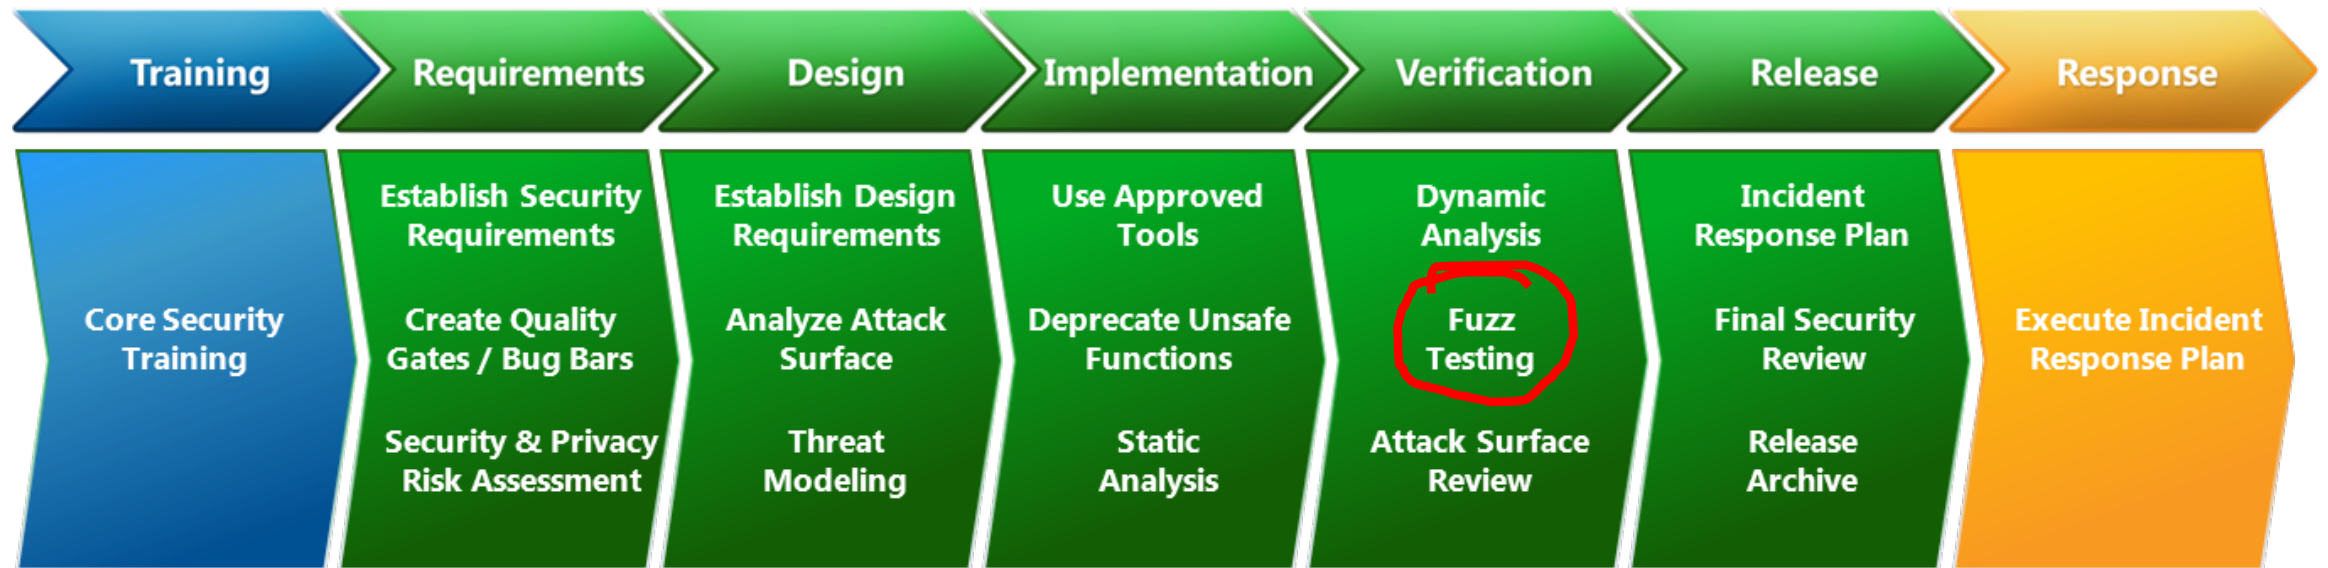 Training
Requirements
Design
Implementation
Verification
Release
Response
Core Security
Training
Establish Security
Requirements
Create Quality
Gates / Bug Bars
Security & Privacy
Risk Assessment
Establish Design
Requirements
Analyze Attack
Surface
Threat
Modeling
Use Approved
Tools
Deprecate Unsafe
Functions
Static
Analysis
Dynamic
Analysis
Fuzz
Testing
Attack Surface
Review
Incident
Response Plan
Final Security
Review
Release
Archive
Execute Incident
Response Plan